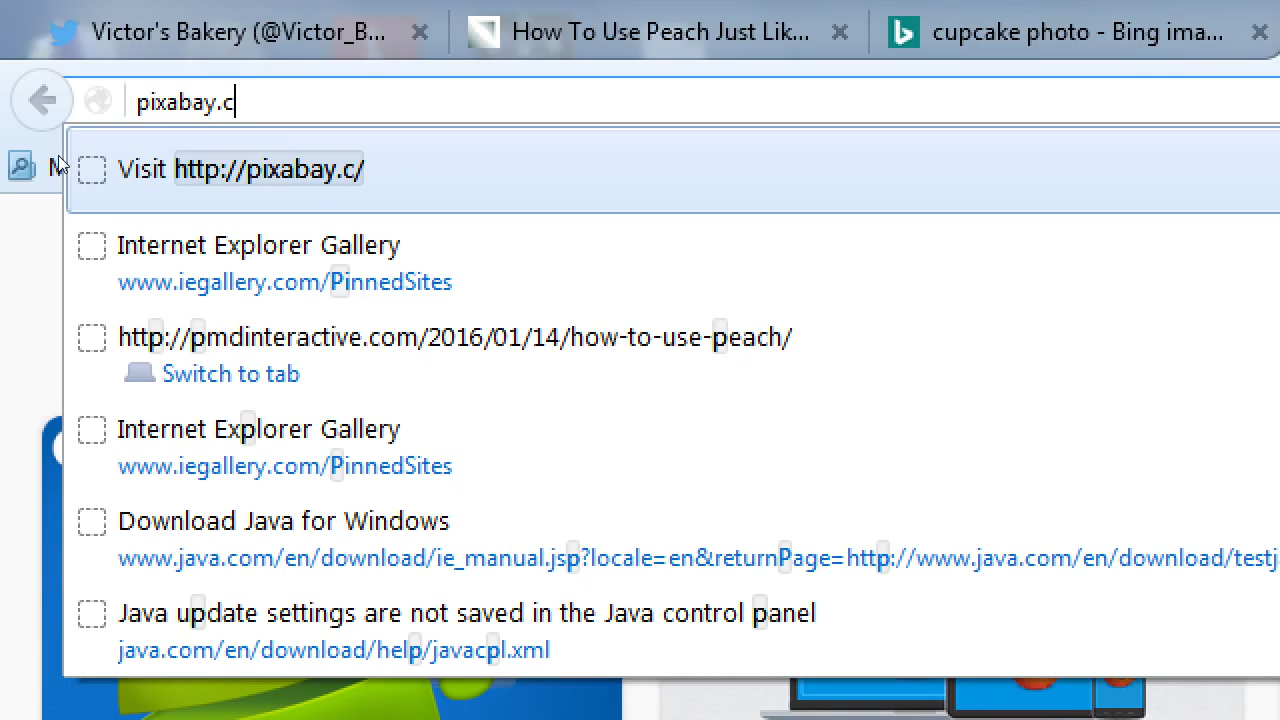 Victor's Bakery (@Victor_B...
How To Use Peach Just Lik...
cupcake photo - Bing ima...
pixabay.c
M
Visit http://pixabay.c/
Internet Explorer Gallery
www.iegallery.com/PinnedSites
http://pmdinteractive.com/2016/01/14/how-to-use-peach/
Switch to tab
Internet Explorer Gallery
www.iegallery.com/PinnedSites
Download Java for Windows
www.java.com/en/download/ie_manual.jsp?locale=en&returnPage=http://www.java.com/en/download/testj
Java update settings are not saved in the Java control panel
java.com/en/download/help/javacpl.xml